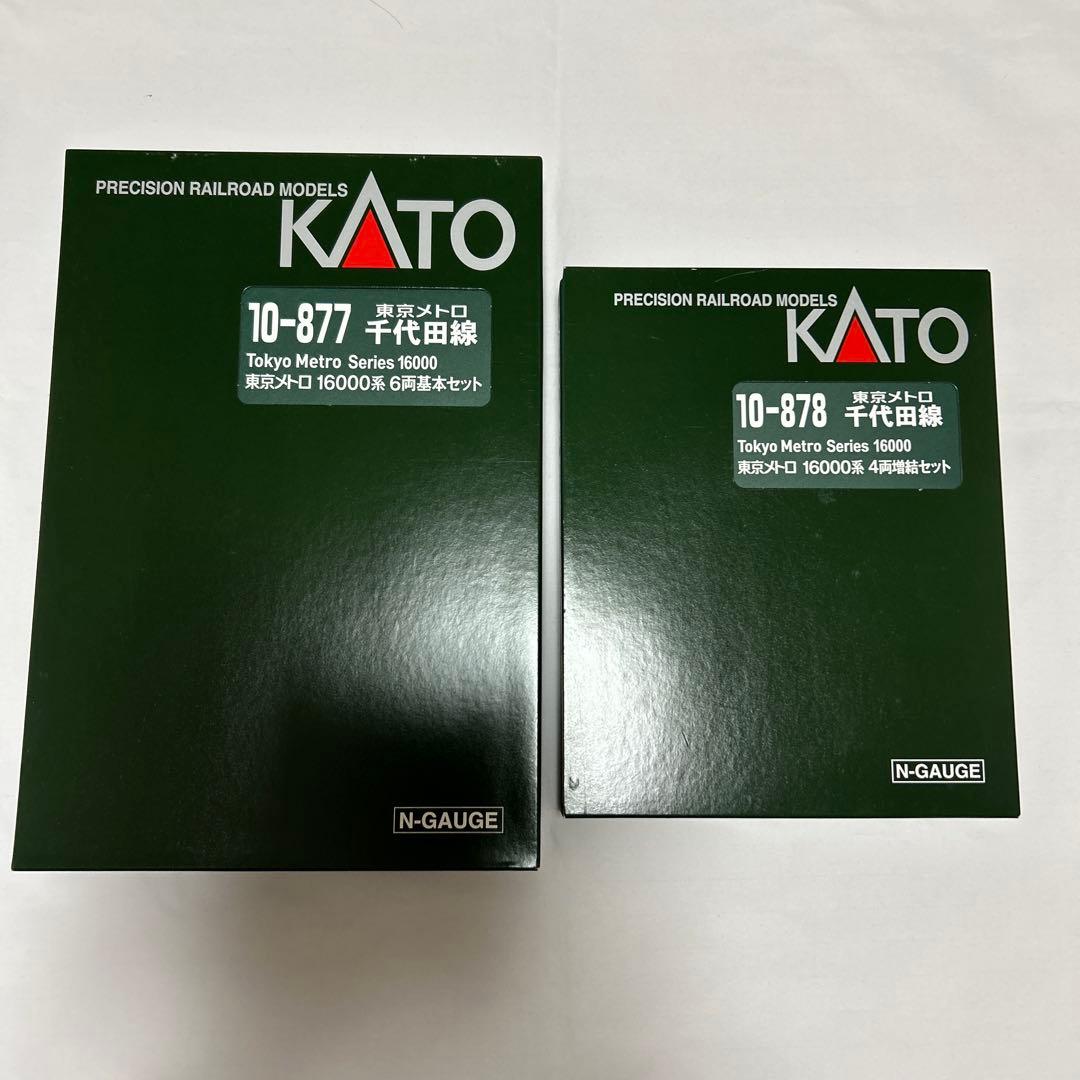 PRECISION RAILROAD MODELS
KATO
10-877 東京メトロ 千代田線
Tokyo Metro Series 16000
東京メトロ 16000系 6両基本セット
N-GAUGE
PRECISION RAILROAD MODELS
KATO
10-878 東京メトロ 千代田線
Tokyo Metro Series 16000
東京メトロ 16000系 4両増結セット
N-GAUGE